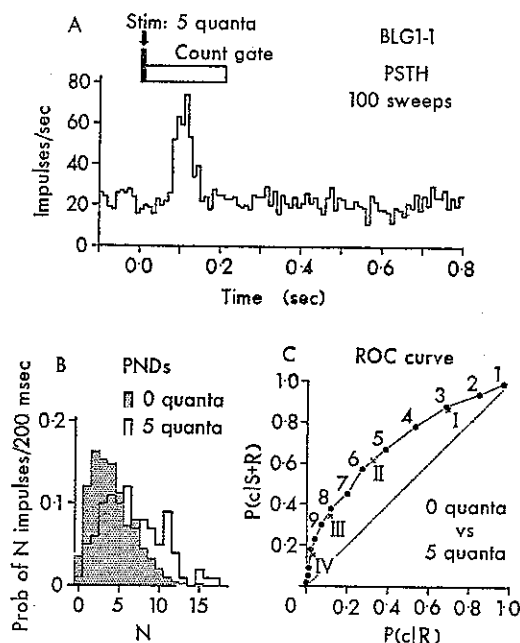 A
Stim: 5 quanta
Count gate
BLG1-1
PSTH
100 sweeps
Impulses/sec
80
60
40
20
0
0·0
0·2
0·4
0·6
0·8
Time (sec)
B
PNDs
0 quanta
5 quanta
Prob of N impulses/200 msec
0·2
0·1
0
0
5
10
15
N
C
ROC curve
P(c|S+R)
1·0
0·8
0·6
0·4
0·2
1
2
3
4
5
6
7
8
9
I
II
III
IV
0 quanta
vs
5 quanta
0
0·2
0·4
0·6
0·8
1·0
P(c|R)